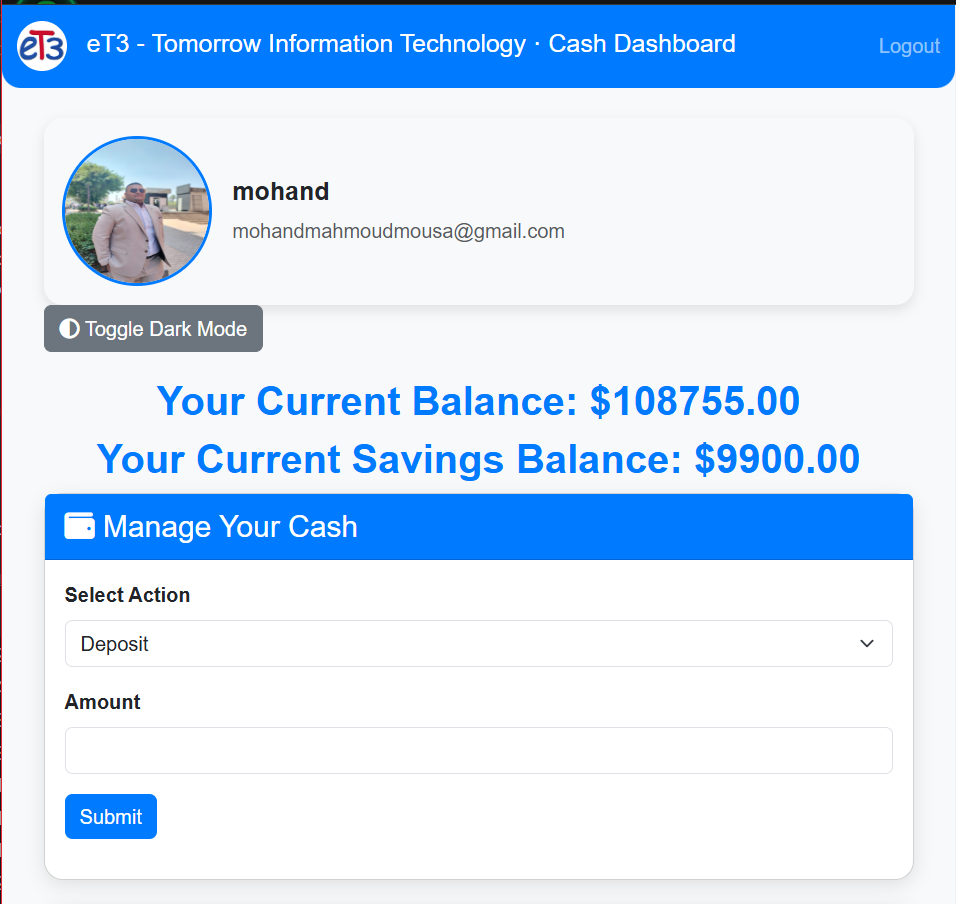 eT3 eT3 - Tomorrow Information Technology · Cash Dashboard Logout
mohand
mohandmahmoudmousa@gmail.com
Toggle Dark Mode
Your Current Balance: $108755.00
Your Current Savings Balance: $9900.00
Manage Your Cash
Select Action
Deposit
Amount
Submit